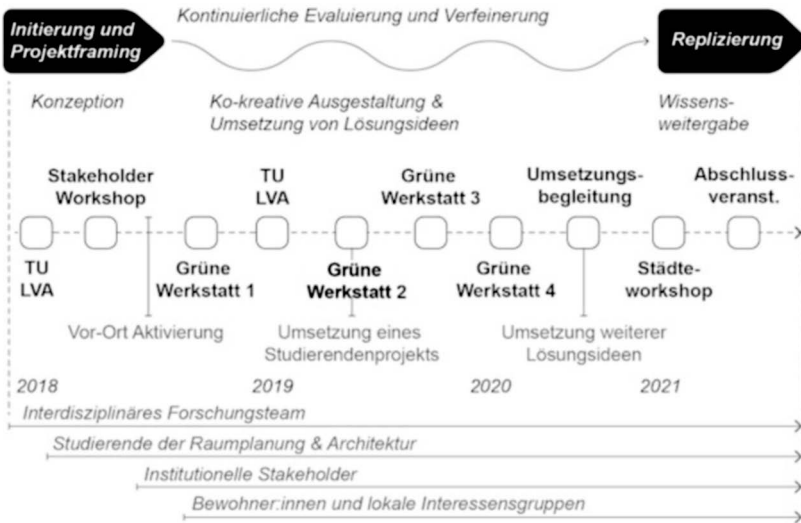 Initierung und
Projektframing
Kontinuierliche Evaluierung und Verfeinerung
Replizierung
Konzeption
Ko-kreative Ausgestaltung &
Umsetzung von Lösungsideen
Wissens-
weitergabe
Stakeholder
Workshop
TU
LVA
Grüne
Werkstatt 3
Umsetzungs-
begleitung
Abschluss-
veranst.
TU
LVA
Grüne
Werkstatt 1
Grüne
Werkstatt 2
Grüne
Werkstatt 4
Städte-
workshop
Vor-Ort Aktivierung
Umsetzung eines
Studierendenprojekts
Umsetzung weiterer
Lösungsideen
2018
2019
2020
2021
Interdisziplinäres Forschungsteam
Studierende der Raumplanung & Architektur
Institutionelle Stakeholder
Bewohner:innen und lokale Interessensgruppen